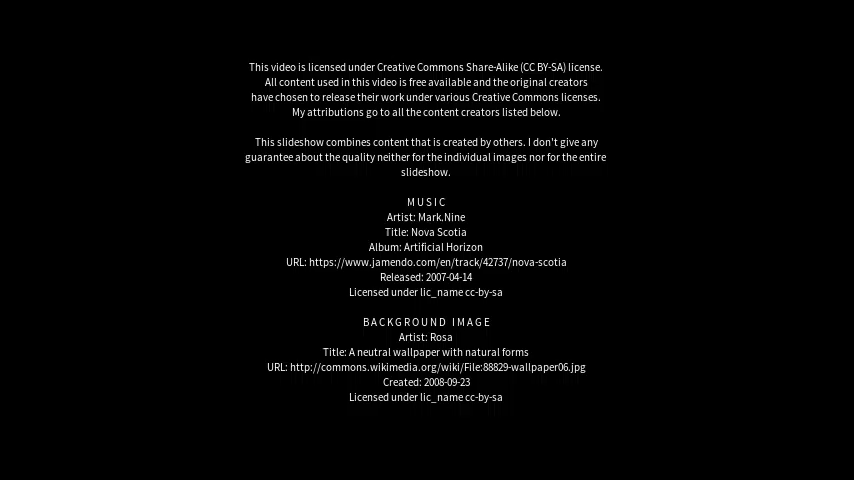 This video is licensed under Creative Commons Share-Alike (CC BY-SA) license.
All content used in this video is free available and the original creators
have chosen to release their work under various Creative Commons licenses.
My attributions go to all the content creators listed below.
This slideshow combines content that is created by others. I don't give any
guarantee about the quality neither for the individual images nor for the entire
slideshow.
MUSIC
Artist: Mark.Nine
Title: Nova Scotia
Album: Artificial Horizon
URL: https://www.jamendo.com/en/track/42737/nova-scotia
Released: 2007-04-14
Licensed under lic_name cc-by-sa
BACKGROUND IMAGE
Artist: Rosa
Title: A neutral wallpaper with natural forms
URL: http://commons.wikimedia.org/wiki/File:88829-wallpaper06.jpg
Created: 2008-09-23
Licensed under lic_name cc-by-sa